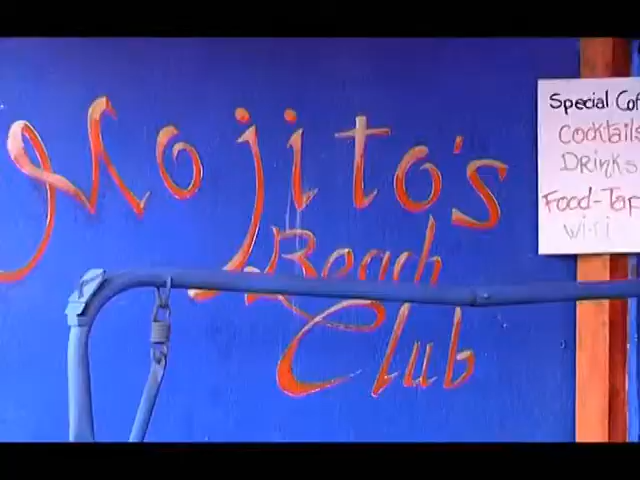 Mojito's
Beach
Club
Special Cof
Cocktails
Drinks
Food-Tap
wi-fi